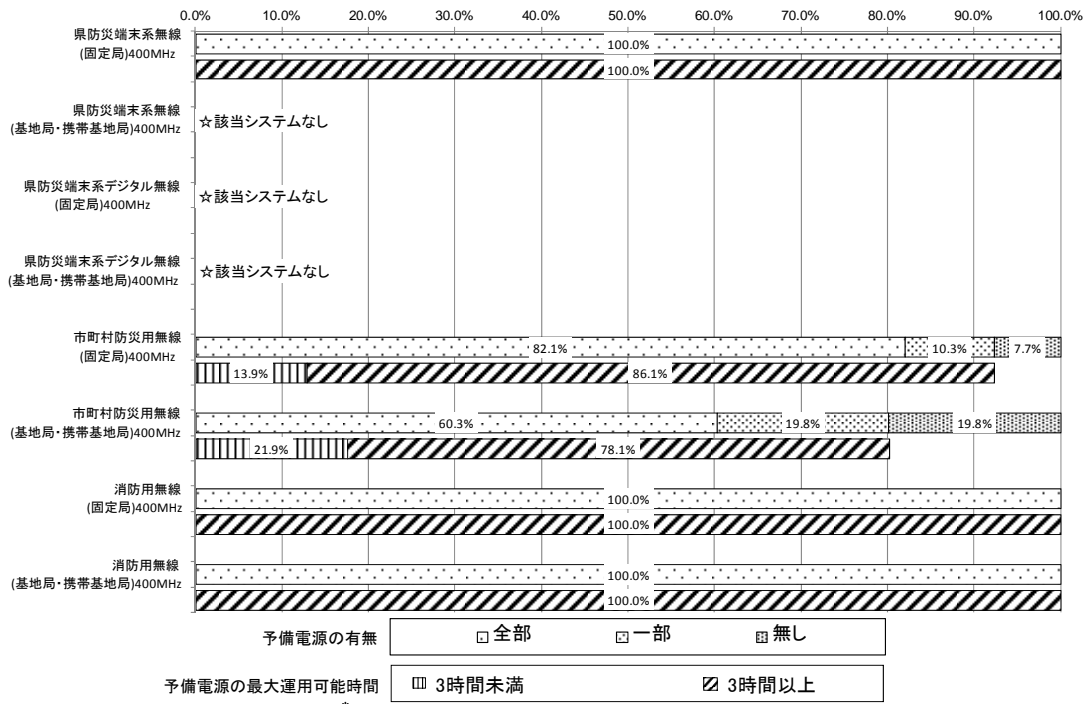 0.0% 10.0% 20.0% 30.0% 40.0% 50.0% 60.0% 70.0% 80.0% 90.0% 100.0%
県防災端末系無線
(固定局)400MHz
100.0%
100.0%
県防災端末系無線
(基地局・携帯基地局)400MHz
☆該当システムなし
県防災端末系デジタル無線
(固定局)400MHz
☆該当システムなし
県防災端末系デジタル無線
(基地局・携帯基地局)400MHz
☆該当システムなし
市町村防災用無線
(固定局)400MHz
82.1% 10.3% 7.7%
13.9% 86.1%
市町村防災用無線
(基地局・携帯基地局)400MHz
60.3% 19.8% 19.8%
21.9% 78.1%
消防用無線
(固定局)400MHz
100.0%
100.0%
消防用無線
(基地局・携帯基地局)400MHz
100.0%
100.0%
予備電源の有無 全部 一部 無し
予備電源の最大運用可能時間 3時間未満 3時間以上
*